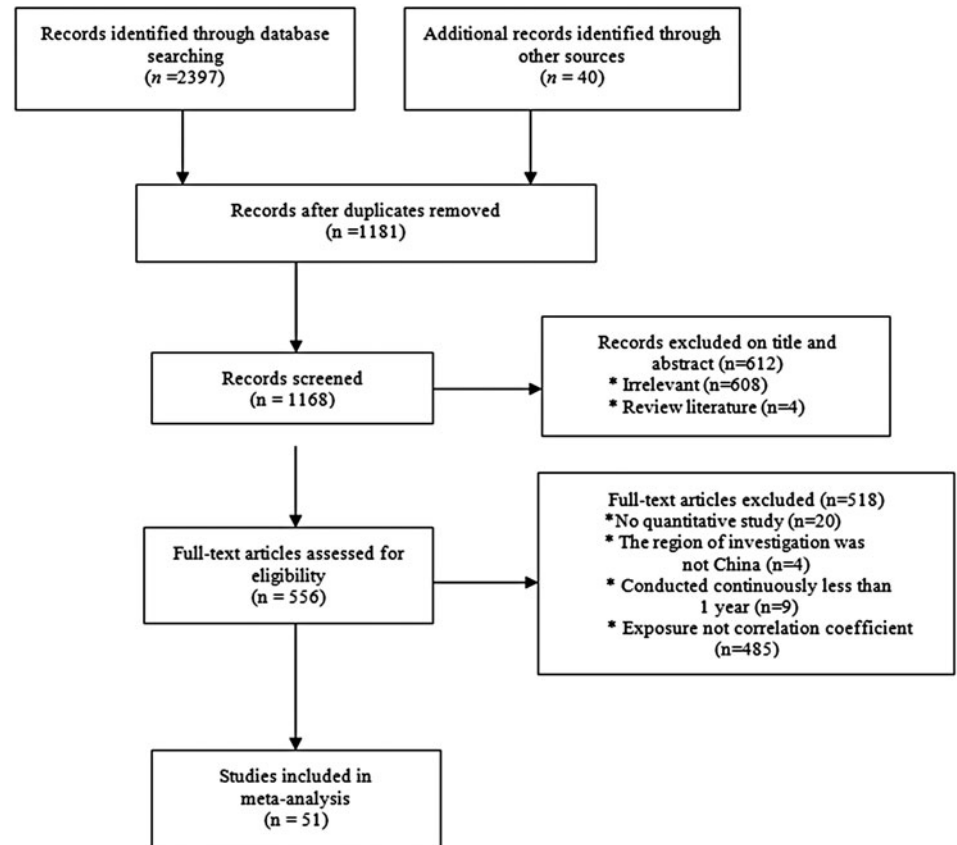 Records identified through database
searching
(n =2397)
Additional records identified through
other sources
(n = 40)
Records after duplicates removed
(n =1181)
Records screened
(n = 1168)
Records excluded on title and
abstract (n=612)
* Irrelevant (n=608)
* Review literature (n=4)
Full-text articles assessed for
eligibility
(n = 556)
Full-text articles excluded (n=518)
*No quantitative study (n=20)
* The region of investigation was
not China (n=4)
* Conducted continuously less than
1 year (n=9)
* Exposure not correlation coefficient
(n=485)
Studies included in
meta-analysis
(n = 51)